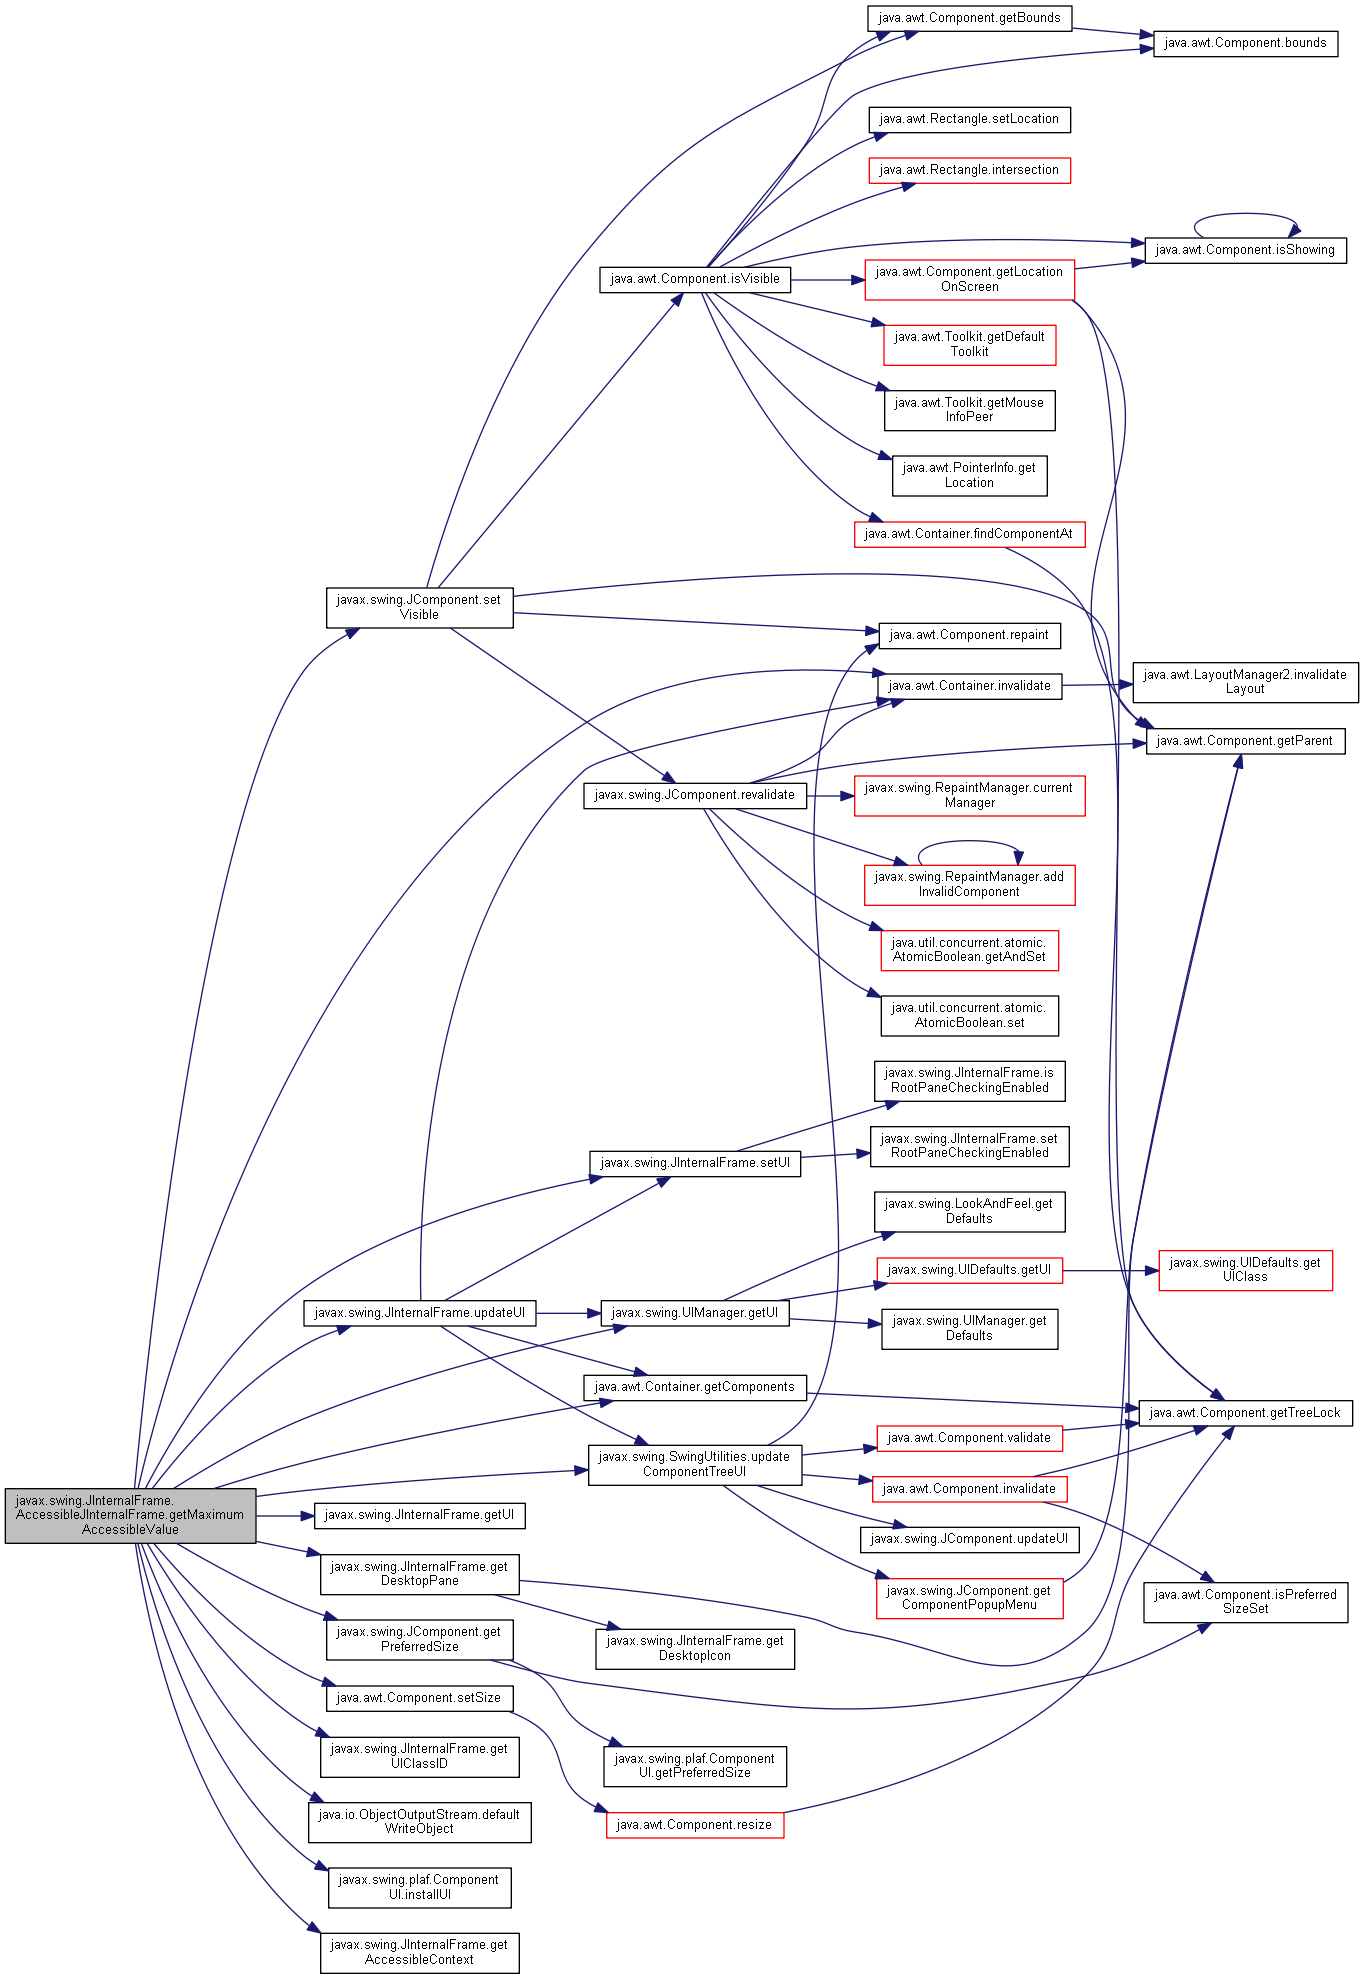 java.awt.Component.getBounds
java.awt.Component.bounds
java.awt.Rectangle.setLocation
java.awt.Rectangle.intersection
java.awt.Component.isShowing
java.awt.Component.isVisible
java.awt.Component.getLocation
OnScreen
java.awt.Toolkit.getDefault
Toolkit
java.awt.Toolkit.getMouse
InfoPeer
java.awt.PointerInfo.get
Location
java.awt.Container.findComponentAt
javax.swing.JComponent.set
Visible
java.awt.Component.repaint
java.awt.Container.invalidate
java.awt.LayoutManager2.invalidate
Layout
java.awt.Component.getParent
javax.swing.JComponent.revalidate
javax.swing.RepaintManager.current
Manager
javax.swing.RepaintManager.add
InvalidComponent
java.util.concurrent.atomic.
AtomicBoolean.getAndSet
java.util.concurrent.atomic.
AtomicBoolean.set
javax.swing.JInternalFrame.is
RootPaneCheckingEnabled
javax.swing.JInternalFrame.setUI
javax.swing.JInternalFrame.set
RootPaneCheckingEnabled
javax.swing.LookAndFeel.get
Defaults
javax.swing.UIDefaults.getUI
javax.swing.UIDefaults.get
UIClass
javax.swing.JInternalFrame.updateUI
javax.swing.UIManager.getUI
javax.swing.UIManager.get
Defaults
java.awt.Container.getComponents
java.awt.Component.getTreeLock
java.awt.Component.validate
javax.swing.SwingUtilities.update
ComponentTreeUI
java.awt.Component.invalidate
javax.swing.JInternalFrame.
AccessibleJInternalFrame.getMaximum
AccessibleValue
javax.swing.JInternalFrame.getUI
javax.swing.JComponent.updateUI
javax.swing.JInternalFrame.get
DesktopPane
javax.swing.JComponent.get
ComponentPopupMenu
java.awt.Component.isPreferred
SizeSet
javax.swing.JComponent.get
PreferredSize
javax.swing.JInternalFrame.get
DesktopIcon
java.awt.Component.setSize
javax.swing.JInternalFrame.get
UIClassID
javax.swing.plaf.Component
UI.getPreferredSize
java.io.ObjectOutputStream.default
WriteObject
java.awt.Component.resize
javax.swing.plaf.Component
UI.installUI
javax.swing.JInternalFrame.get
AccessibleContext